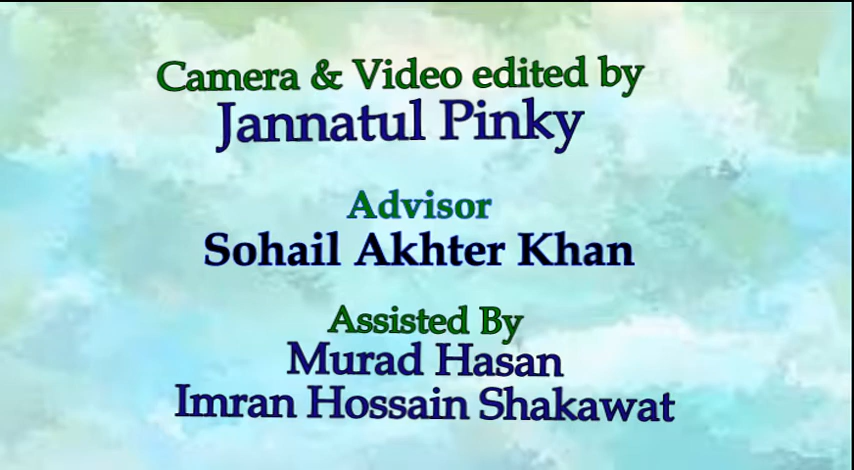 Camera & Video edited by
Jannatul Pinky
Advisor
Sohail Akhter Khan
Assisted By
Murad Hasan
Imran Hossain Shakawat